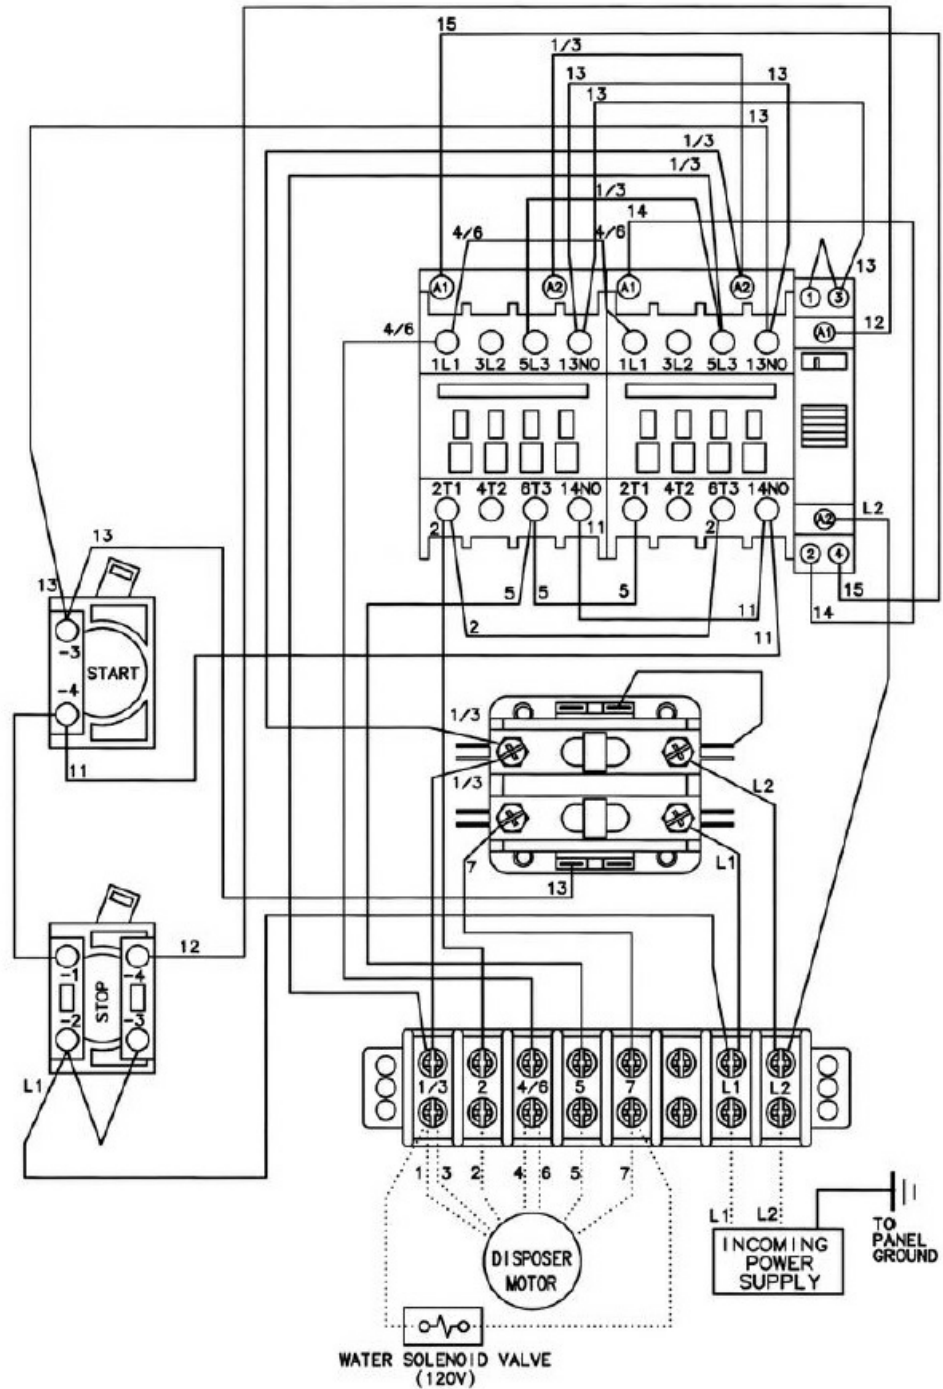 15
1/3
13 13
13
13
1/3
1/3
1/3 14
4/6 4/6
13
A1 A2 A1 A2 1 3
12
4/6
A1
1L1 3L2 5L3 13NO 1L1 3L2 5L3 13NO
2T1 4T2 6T3 14NO 2T1 4T2 6T3 14NO
L2
2 11 2
A2
13
2 4
13
5 5 5
15
14
11
2 11
-3
START
-4
1/3
11
1/3
L2
7 L1
13
12
-1 -4
STOP
-2 -3
L1
1/3 2 4/6 5 7 L1 L2
1 3 2 4 6 5 7
L1 L2
TO
PANEL
GROUND
INCOMING
POWER
SUPPLY
DISPOSER
MOTOR
WATER SOLENOID VALVE
(120V)